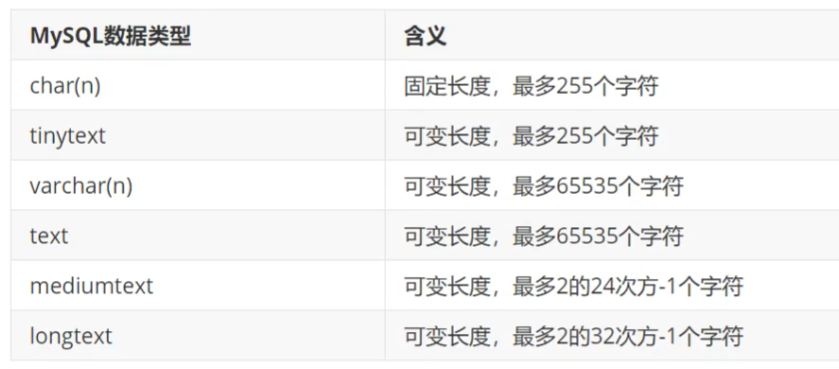 MySQL数据类型 含义
char(n) 固定长度，最多255个字符
tinytext 可变长度，最多255个字符
varchar(n) 可变长度，最多65535个字符
text 可变长度，最多65535个字符
mediumtext 可变长度，最多2的24次方-1个字符
longtext 可变长度，最多2的32次方-1个字符